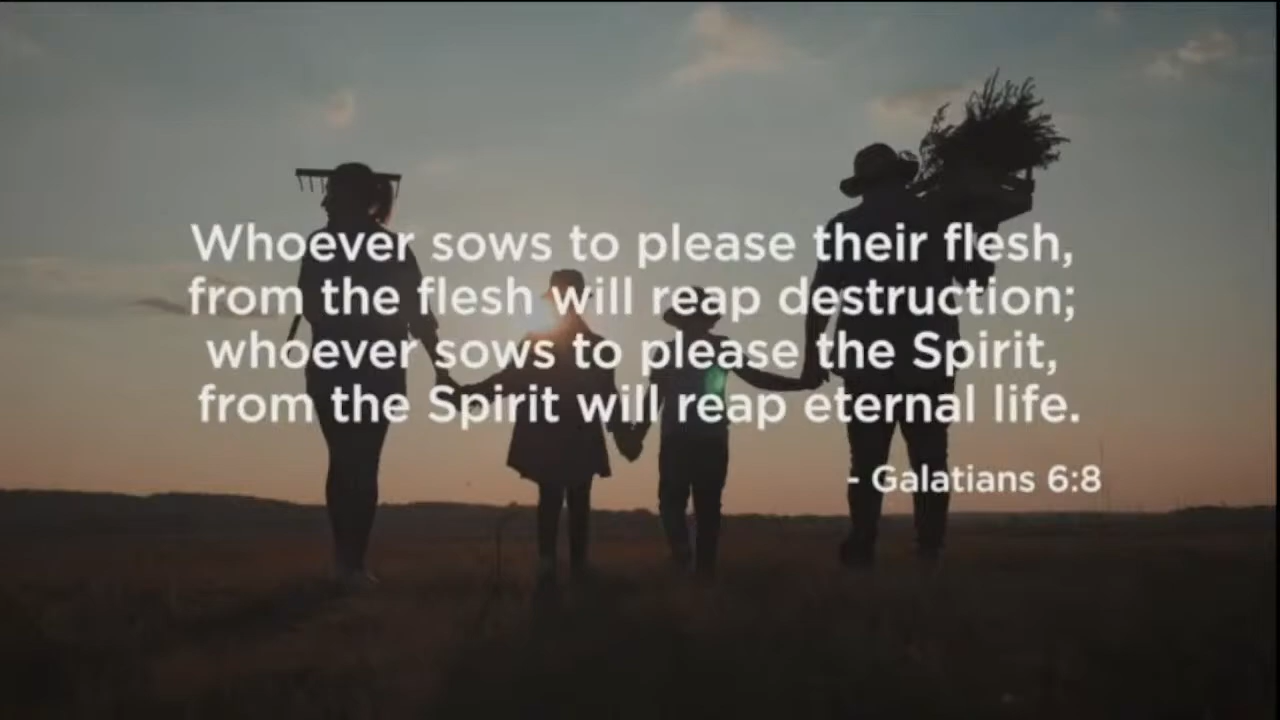 Whoever sows to please their flesh,
from the flesh will reap destruction;
whoever sows to please the Spirit,
from the Spirit will reap eternal life.
- Galatians 6:8